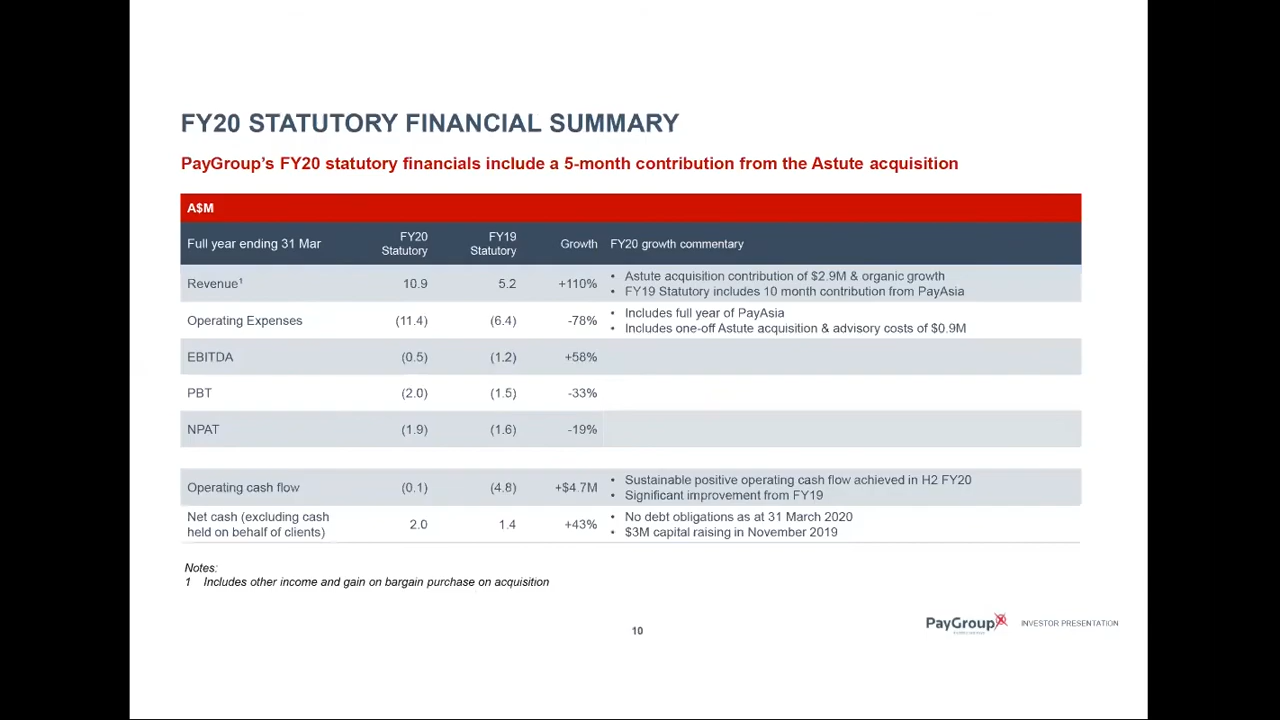 FY20 STATUTORY FINANCIAL SUMMARY
PayGroup's FY20 statutory financials include a 5-month contribution from the Astute acquisition
A$M
Full year ending 31 Mar FY20 Statutory FY19 Statutory Growth FY20 growth commentary
Revenue¹ 10.9 5.2 +110%
• Astute acquisition contribution of $2.9M & organic growth
• FY19 Statutory includes 10 month contribution from PayAsia
Operating Expenses (11.4) (6.4) -78%
• Includes full year of PayAsia
• Includes one-off Astute acquisition & advisory costs of $0.9M
EBITDA (0.5) (1.2) +58%
PBT (2.0) (1.5) -33%
NPAT (1.9) (1.6) -19%
Operating cash flow (0.1) (4.8) +$4.7M
• Sustainable positive operating cash flow achieved in H2 FY20
• Significant improvement from FY19
Net cash (excluding cash
held on behalf of clients) 2.0 1.4 +43%
• No debt obligations as at 31 March 2020
• $3M capital raising in November 2019
Notes:
1 Includes other income and gain on bargain purchase on acquisition
10
PayGroup INVESTOR PRESENTATION